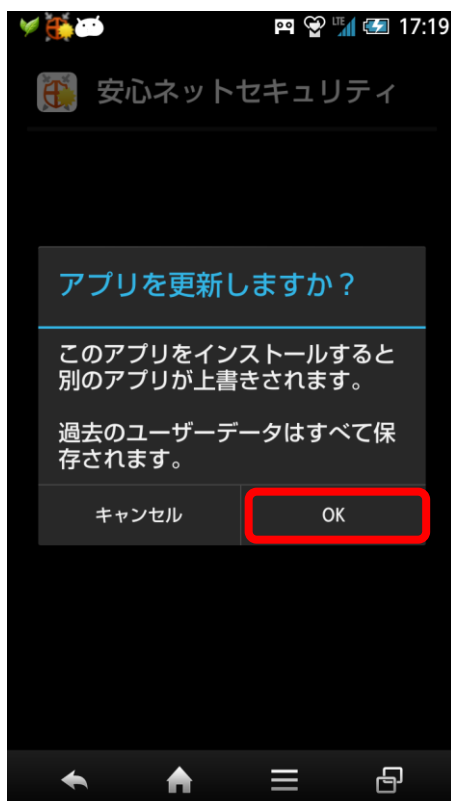 LTE 17:19
安心ネットセキュリティ
アプリを更新しますか？
このアプリをインストールすると
別のアプリが上書きされます。
過去のユーザーデータはすべて保
存されます。
キャンセル OK